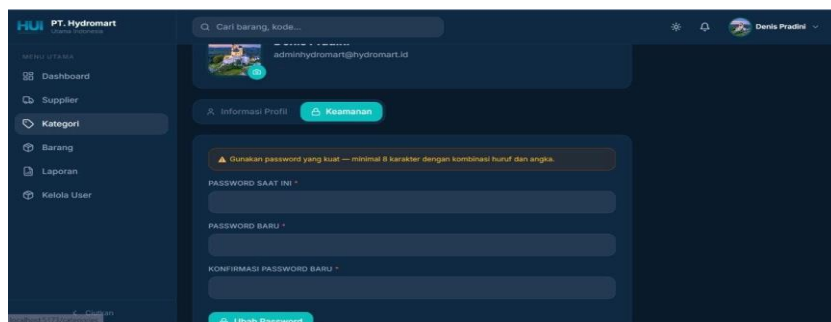 HUI PT. Hydromart
Utama Indonesia
Cari barang, kode...
Denis Pradini
MENU UTAMA
Dashboard
Supplier
Kategori
Barang
Laporan
Kelola User
Denis Pradini
adminhydromart@hydromart.id
Informasi Profil
Keamanan
Gunakan password yang kuat — minimal 8 karakter dengan kombinasi huruf dan angka.
PASSWORD SAAT INI *
PASSWORD BARU *
KONFIRMASI PASSWORD BARU *
Ubah Password